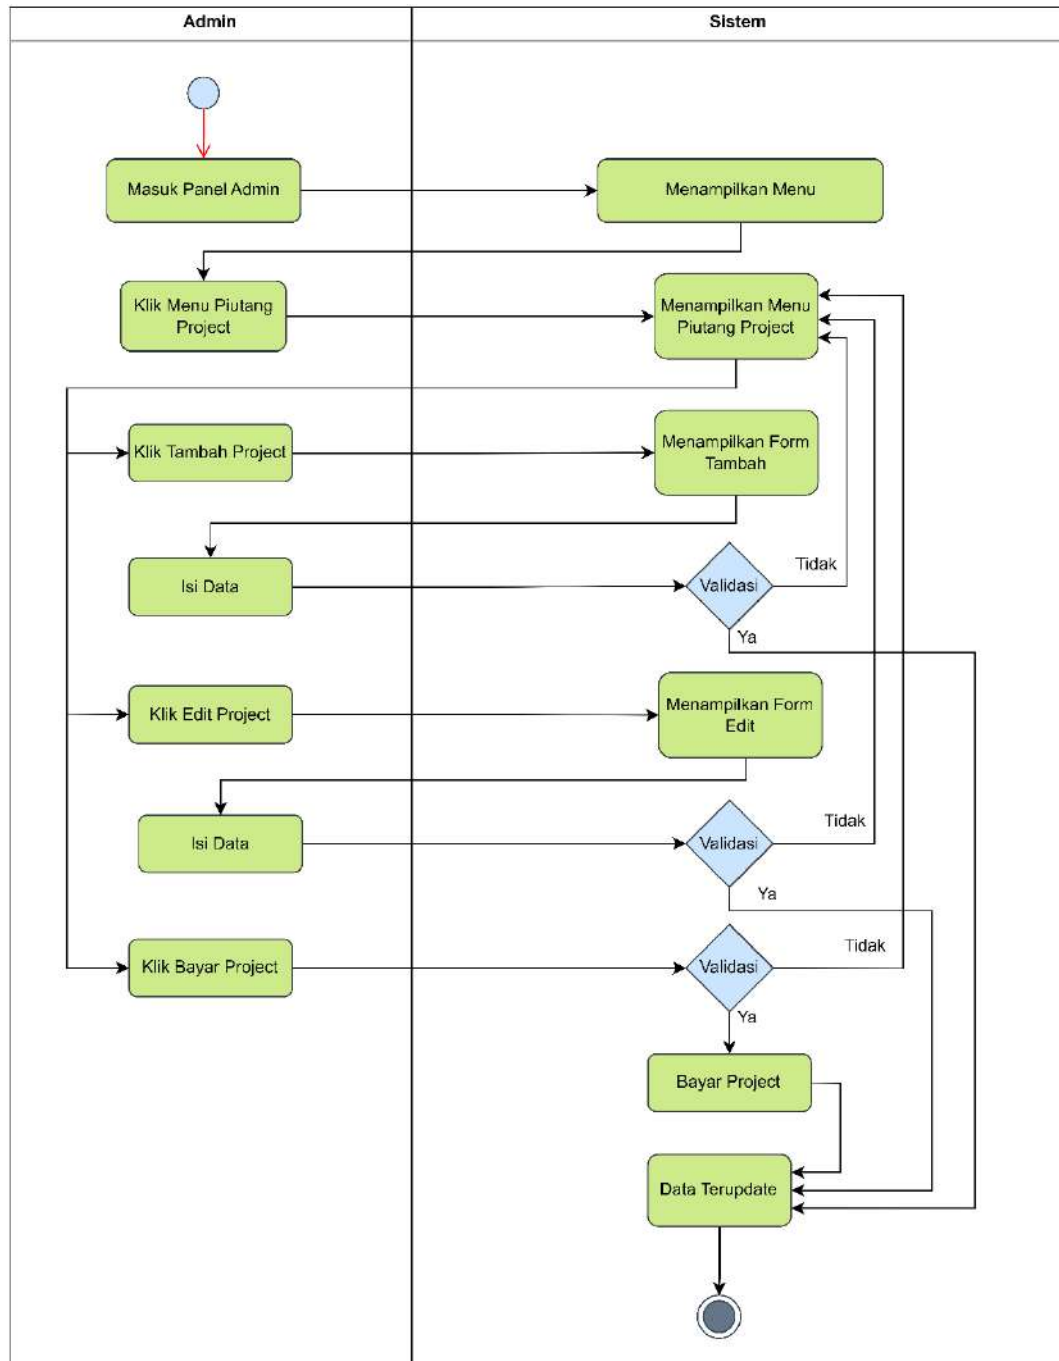 Admin
Sistem
Masuk Panel Admin
Menampilkan Menu
Klik Menu Piutang
Project
Menampilkan Menu
Piutang Project
Klik Tambah Project
Menampilkan Form
Tambah
Isi Data
Validasi
Tidak
Ya
Klik Edit Project
Menampilkan Form
Edit
Isi Data
Validasi
Tidak
Ya
Klik Bayar Project
Validasi
Tidak
Ya
Bayar Project
Data Terupdate